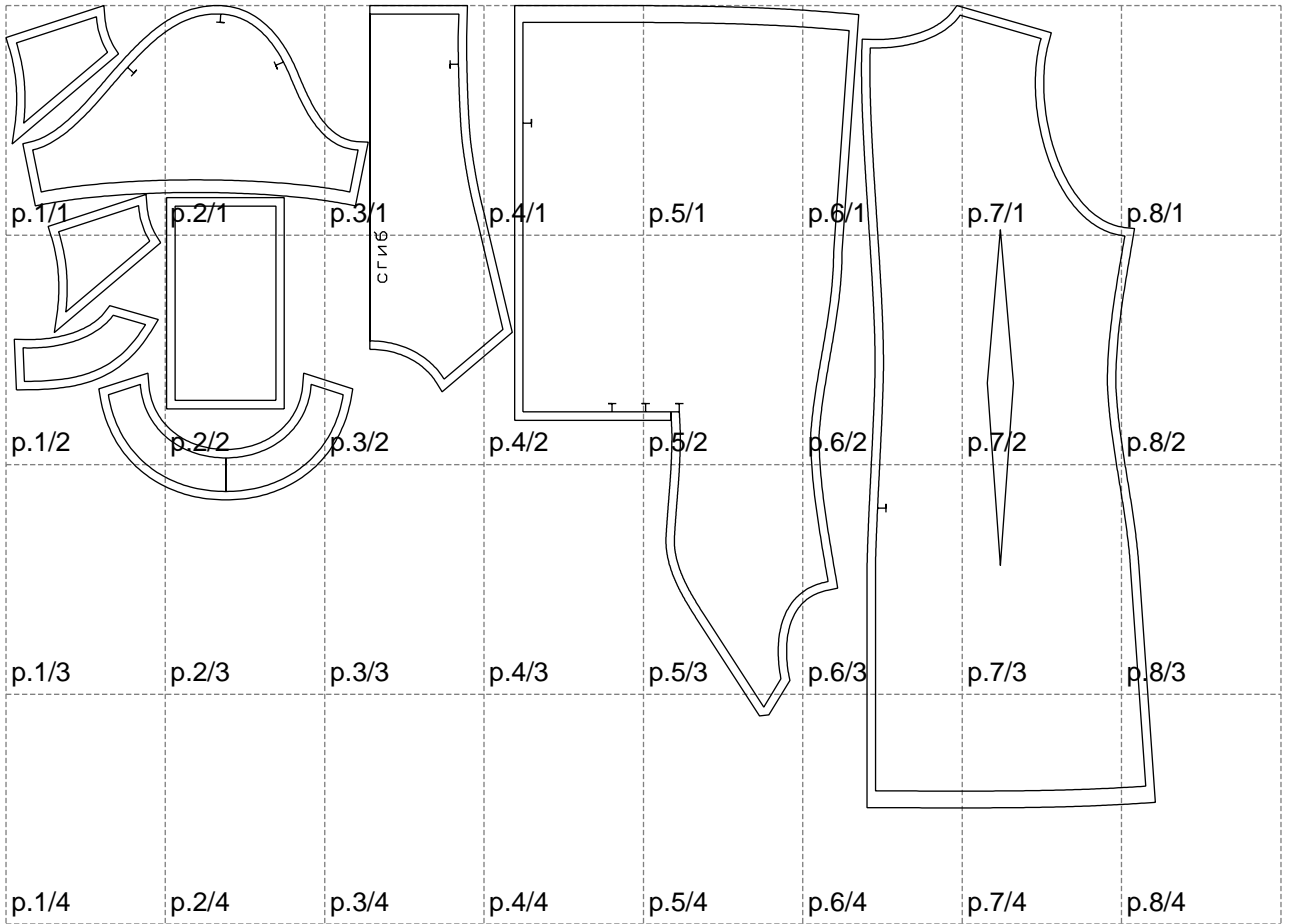 p.1/1 p.2/1 p.3/1 p.4/1 p.5/1 p.6/1 p.7/1 p.8/1
сгиб
p.1/2 p.2/2 p.3/2 p.4/2 p.5/2 p.6/2 p.7/2 p.8/2
p.1/3 p.2/3 p.3/3 p.4/3 p.5/3 p.6/3 p.7/3 p.8/3
p.1/4 p.2/4 p.3/4 p.4/4 p.5/4 p.6/4 p.7/4 p.8/4